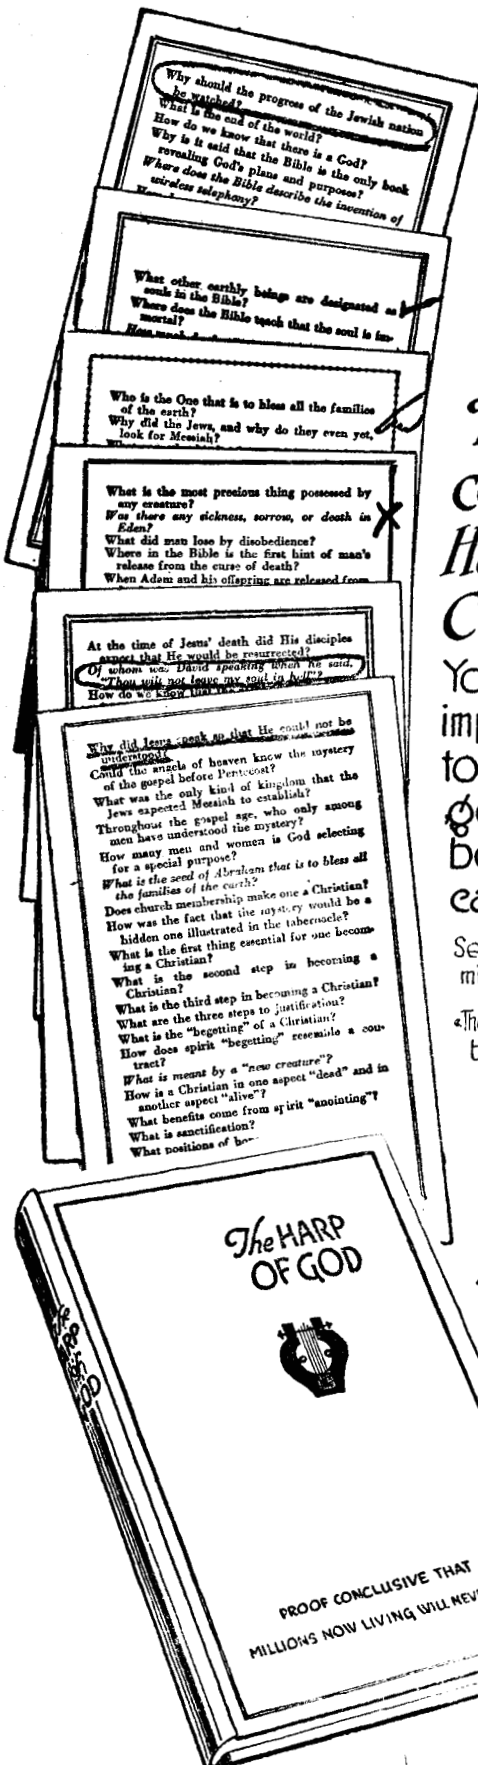 Why should the progress of the Jewish nation
be watched?
What is the end of the world?
How do we know that there is a God?
Why is it said that the Bible is the only book
revealing God's plans and purposes?
Where does the Bible describe the invention of
wireless telephony?
What other earthly beings are designated as
souls in the Bible?
Where does the Bible teach that the soul is im-
mortal?
Who is the One that is to bless all the families
of the earth?
Why did the Jews, and why do they even yet,
look for Messiah?
What is the most precious thing possessed by
any creature?
Was there any sickness, sorrow, or death in
Eden?
What did man lose by disobedience?
Where in the Bible is the first hint of man's
release from the curse of death?
When Adam and his offspring are released from
At the time of Jesus' death did His disciples
expect that He would be resurrected?
Of whom was David speaking when he said,
"Thou wilt not leave my soul in hell"?
How do we know that the
Why did Jesus speak so that He could not be
understood?
Could the angels of heaven know the mystery
of the gospel before Pentecost?
What was the only kind of kingdom that the
Jews expected Messiah to establish?
Throughout the gospel age, who only among
men have understood the mystery?
How many men and women is God selecting
for a special purpose?
What is the seed of Abraham that is to bless all
the families of the earth?
Does church membership make one a Christian?
How was the fact that the mystery would be a
hidden one illustrated in the tabernacle?
What is the first thing essential for one becom-
ing a Christian?
What is the second step in becoming a
Christian?
What is the third step in becoming a Christian?
What are the three steps to justification?
What is the "begetting" of a Christian?
How does spirit "begetting" resemble a con-
tract?
What is meant by a "new creature"?
How is a Christian in one aspect "dead" and in
another aspect "alive"?
What benefits come from spirit "anointing"?
What is sanctification?
What positions of
The HARP
OF GOD
PROOF CONCLUSIVE THAT
MILLIONS NOW LIVING WILL